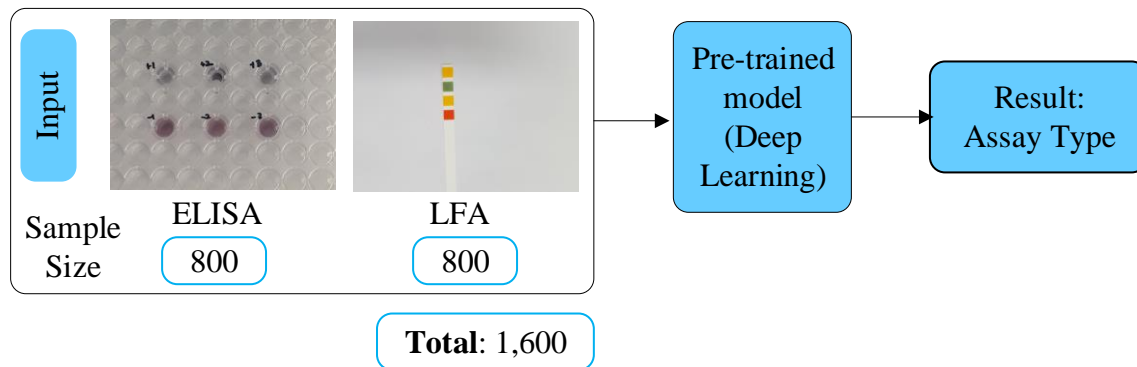 Input
ELISA
LFA
Sample
Size
800
800
Total: 1,600
Pre-trained
model
(Deep
Learning)
Result:
Assay Type